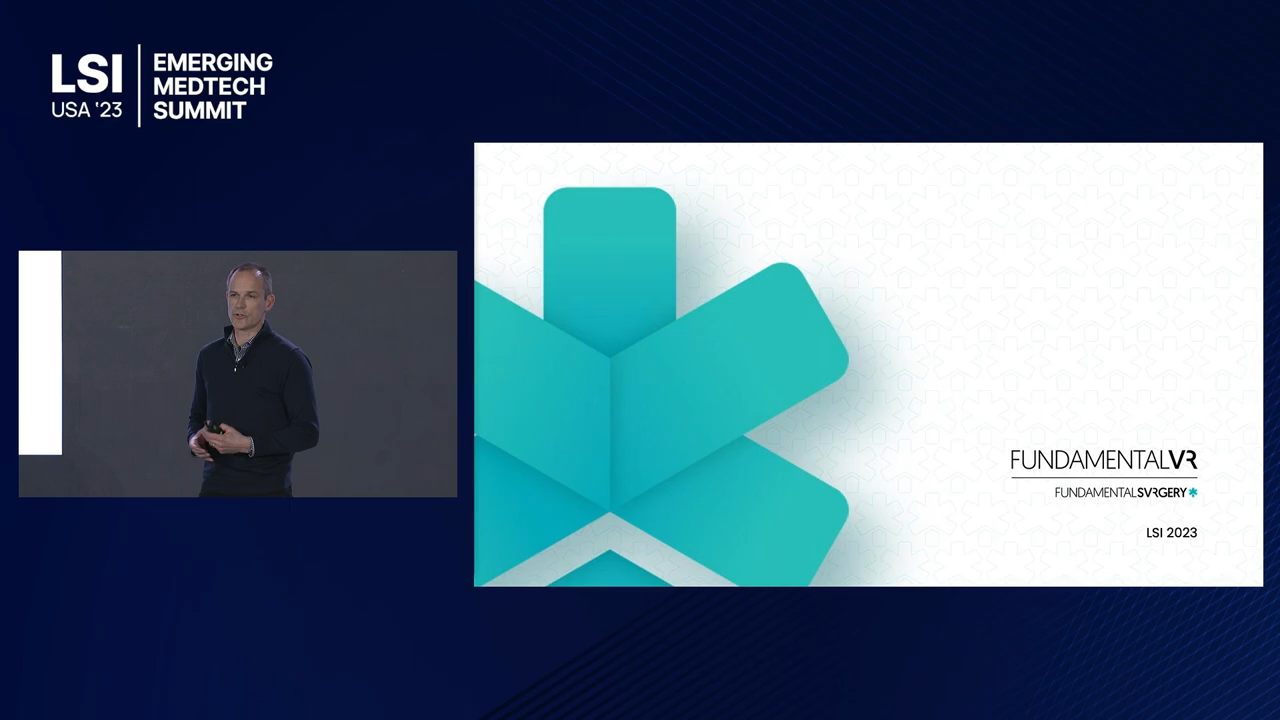 LSI
USA '23
EMERGING
MEDTECH
SUMMIT
FUNDAMENTALVR
FUNDAMENTALSVRGERY*
LSI 2023